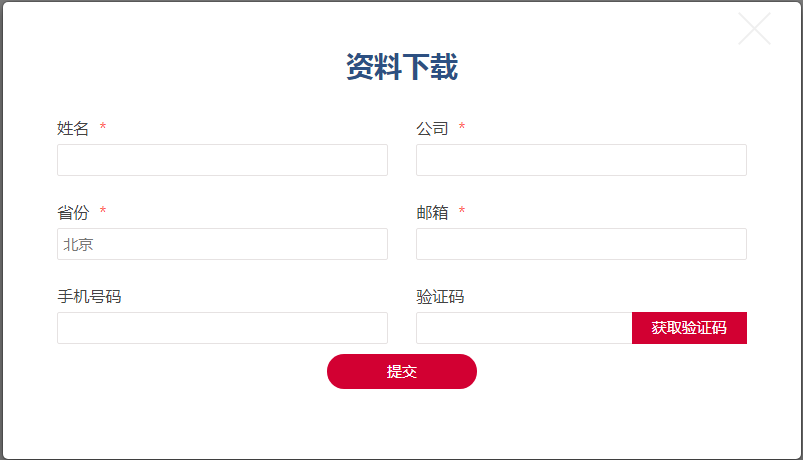 资料下载
姓名 *
公司 *
省份 *
邮箱 *
北京
手机号码
验证码
获取验证码
提交